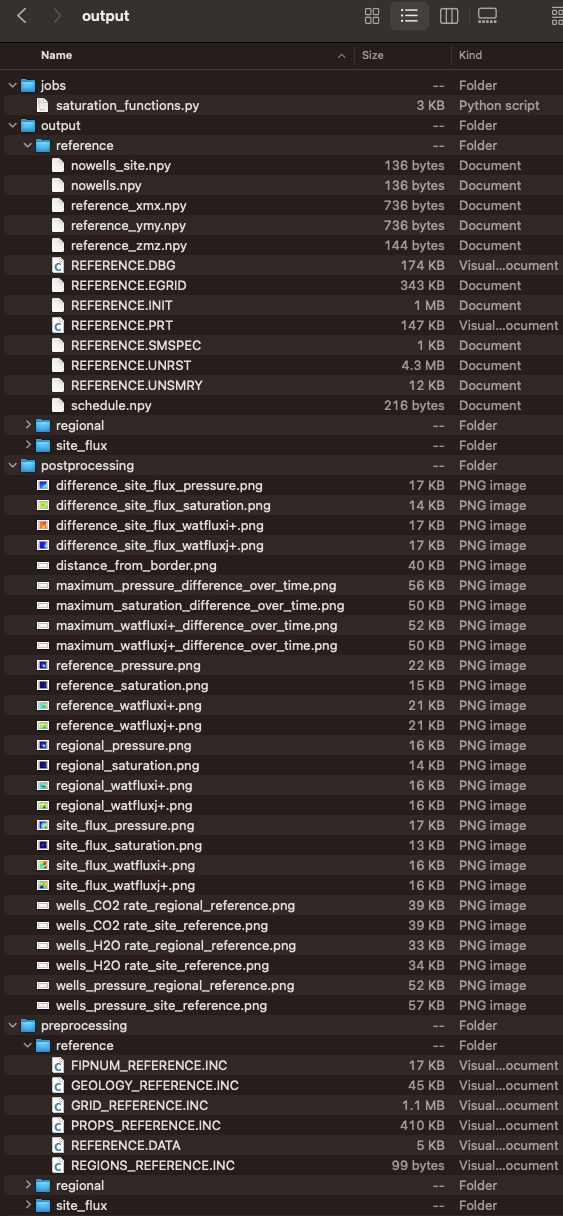 output
Name Size Kind
jobs -- Folder
saturation_functions.py 3 KB Python script
output -- Folder
reference -- Folder
nowells_site.npy 136 bytes Document
nowells.npy 136 bytes Document
reference_xmx.npy 736 bytes Document
reference_ymy.npy 736 bytes Document
reference_zmz.npy 144 bytes Document
REFERENCE.DBG 174 KB Visual...ocument
REFERENCE.EGRID 343 KB Document
REFERENCE.INIT 1 MB Document
REFERENCE.PRT 147 KB Visual...ocument
REFERENCE.SMSPEC 1 KB Document
REFERENCE.UNRST 4.3 MB Document
REFERENCE.UNSMRY 12 KB Document
schedule.npy 216 bytes Document
regional -- Folder
site_flux -- Folder
postprocessing -- Folder
difference_site_flux_pressure.png 17 KB PNG image
difference_site_flux_saturation.png 14 KB PNG image
difference_site_flux_watfluxi+.png 17 KB PNG image
difference_site_flux_watfluxj+.png 17 KB PNG image
distance_from_border.png 40 KB PNG image
maximum_pressure_difference_over_time.png 56 KB PNG image
maximum_saturation_difference_over_time.png 50 KB PNG image
maximum_watfluxi+_difference_over_time.png 52 KB PNG image
maximum_watfluxj+_difference_over_time.png 50 KB PNG image
reference_pressure.png 22 KB PNG image
reference_saturation.png 15 KB PNG image
reference_watfluxi+.png 21 KB PNG image
reference_watfluxj+.png 21 KB PNG image
regional_pressure.png 16 KB PNG image
regional_saturation.png 14 KB PNG image
regional_watfluxi+.png 16 KB PNG image
regional_watfluxj+.png 16 KB PNG image
site_flux_pressure.png 17 KB PNG image
site_flux_saturation.png 13 KB PNG image
site_flux_watfluxi+.png 16 KB PNG image
site_flux_watfluxj+.png 16 KB PNG image
wells_CO2 rate_regional_reference.png 39 KB PNG image
wells_CO2 rate_site_reference.png 39 KB PNG image
wells_H2O rate_regional_reference.png 33 KB PNG image
wells_H2O rate_site_reference.png 34 KB PNG image
wells_pressure_regional_reference.png 52 KB PNG image
wells_pressure_site_reference.png 57 KB PNG image
preprocessing -- Folder
reference -- Folder
FIPNUM_REFERENCE.INC 17 KB Visual...ocument
GEOLOGY_REFERENCE.INC 45 KB Visual...ocument
GRID_REFERENCE.INC 1.1 MB Visual...ocument
PROPS_REFERENCE.INC 410 KB Visual...ocument
REFERENCE.DATA 5 KB Visual...ocument
REGIONS_REFERENCE.INC 99 bytes Visual...ocument
regional -- Folder
site_flux -- Folder